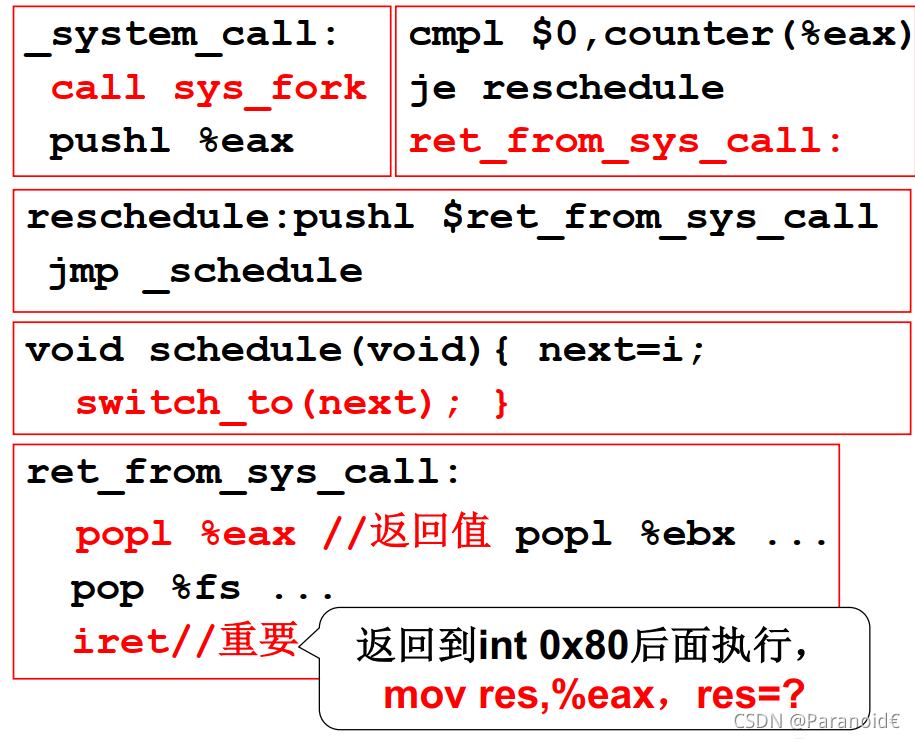 _system_call:
call sys_fork
pushl %eax
cmpl $0,counter(%eax)
je reschedule
ret_from_sys_call:
reschedule:pushl $ret_from_sys_call
jmp _schedule
void schedule(void){ next=i;
switch_to(next); }
ret_from_sys_call:
popl %eax //返回值 popl %ebx ...
pop %fs ...
iret//重要
返回到int 0x80后面执行，
mov res,%eax，res=?
CSDN @Paranoid€